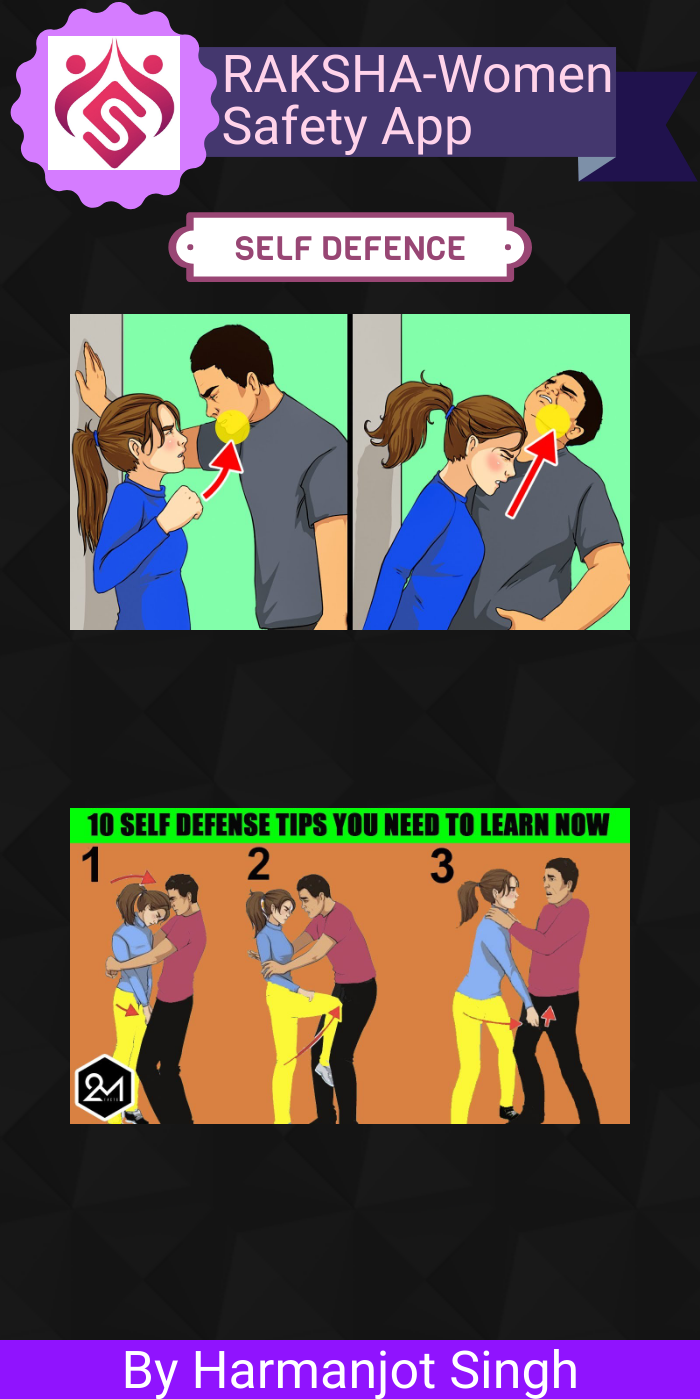 RAKSHA-Women
Safety App
SELF DEFENCE
10 SELF DEFENSE TIPS YOU NEED TO LEARN NOW
1
2
3
By Harmanjot Singh